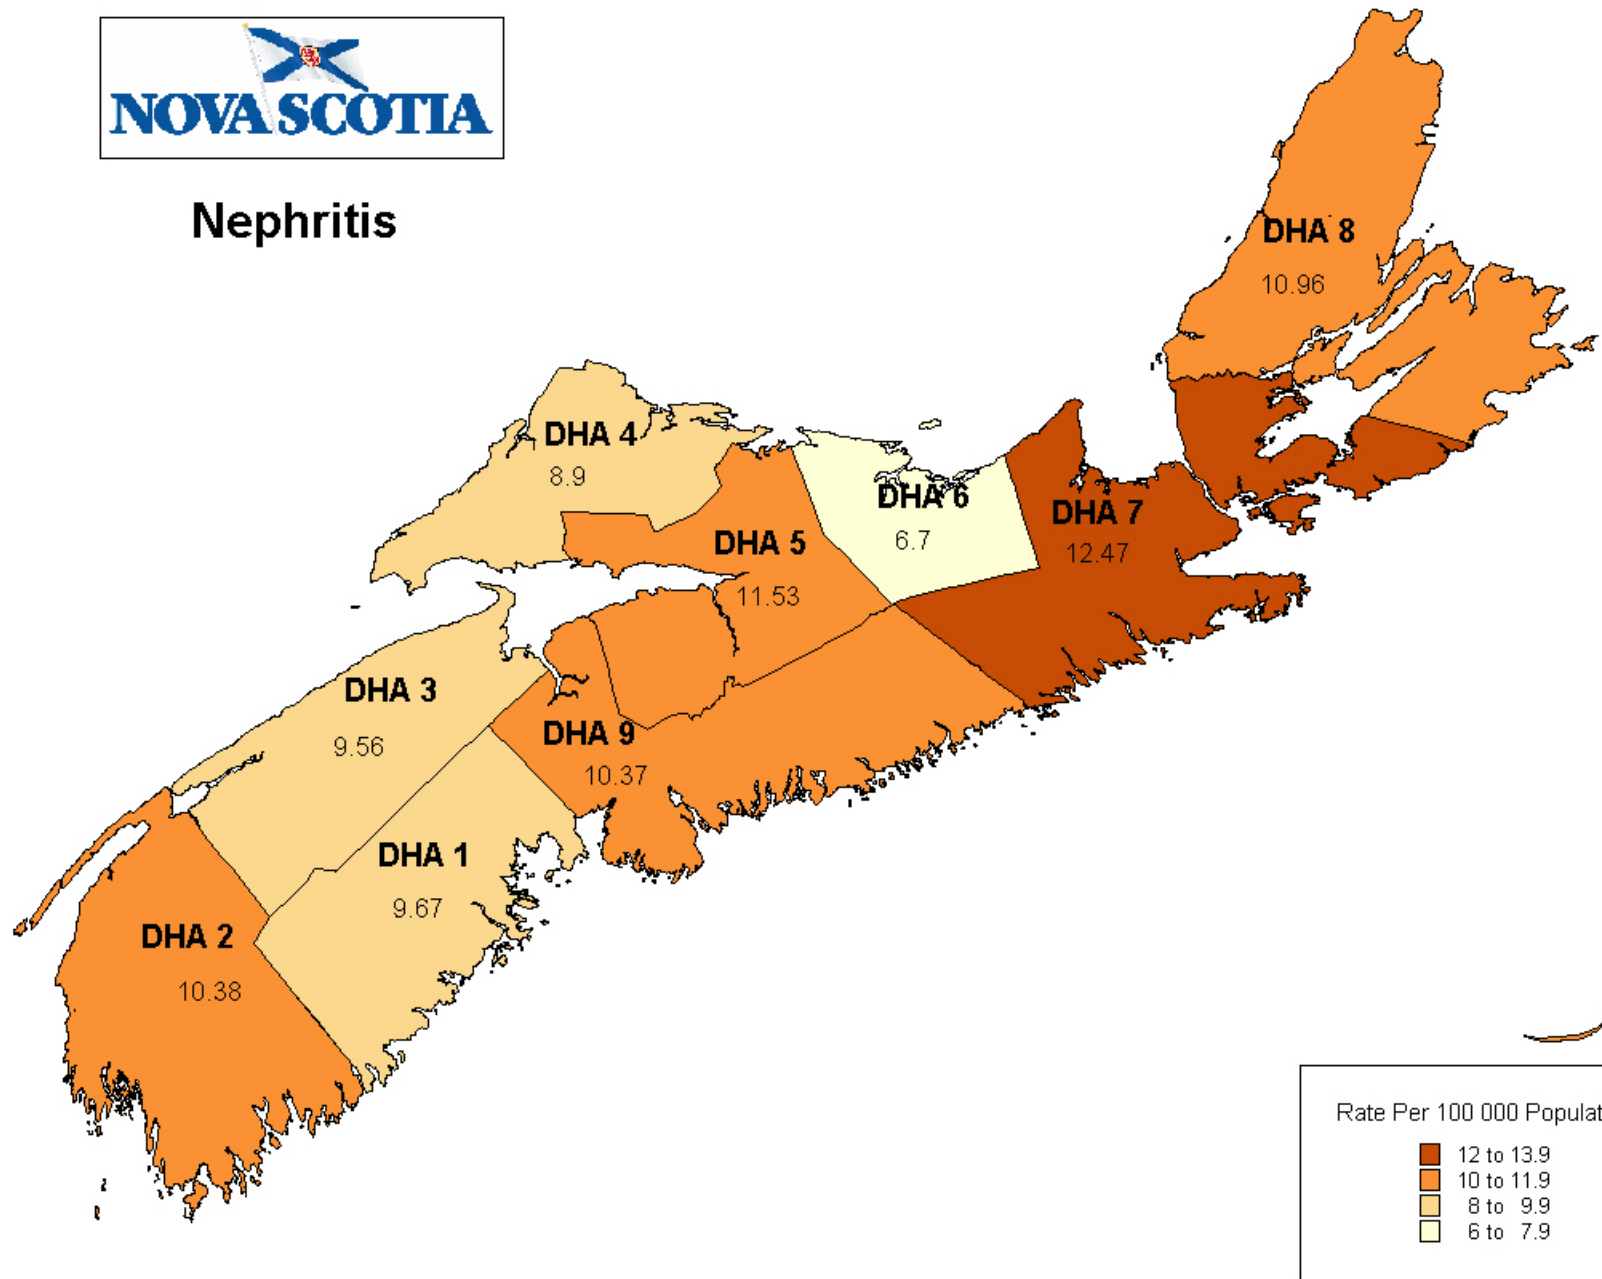 NOVA SCOTIA
Nephritis
DHA 8
10.96
DHA 4
8.9
DHA 6
6.7
DHA 7
12.47
DHA 5
11.53
DHA 3
9.56
DHA 9
10.37
DHA 1
9.67
DHA 2
10.38
Rate Per 100 000 Populat
12 to 13.9
10 to 11.9
8 to 9.9
6 to 7.9